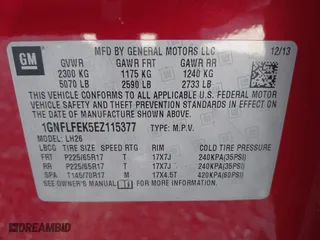 GM
MFD BY GENERAL MOTORS LLC 12/13
GVWR GAWR FRT GAWR RR
2300 KG 1175 KG 1240 KG
5070 LB 2590 LB 2733 LB
THIS VEHICLE CONFORMS TO ALL APPLICABLE U.S. FEDERAL MOTOR
VEHICLE SAFETY, BUMPER, AND THEFT PREVENTION STANDARDS
IN EFFECT ON THE DATE OF MANUFACTURE SHOWN ABOVE.
1GNFLFEK5EZ115377 TYPE: M.P.V.
MODEL: LH26
TIRE SIZE SPEED RTG RIM COLD TIRE PRESSURE
FRT P225/65R17 T 17X7J 240KPA(35PSI)
RR P225/65R17 T 17X7J 240KPA(35PSI)
SPA T145/70R17 M 17X4.5T 420KPA(60PSI)
SEE OWNER'S MANUAL FOR ADDITIONAL INFORMATION.
DREAMBID